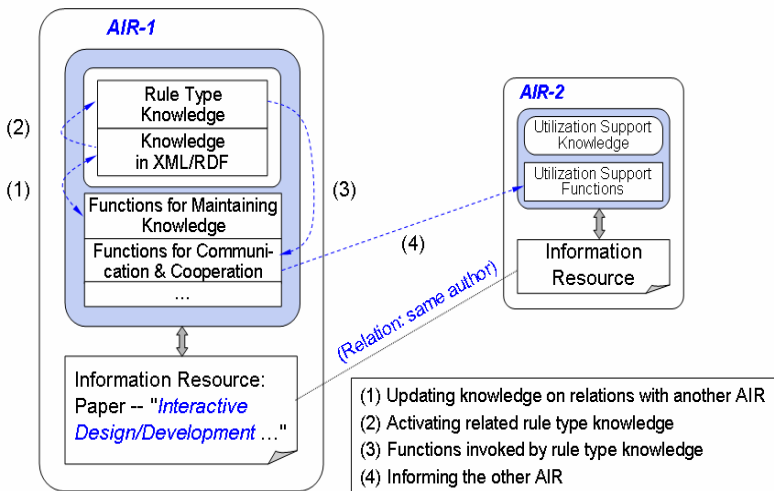 AIR-1
Rule Type
Knowledge
Knowledge
in XML/RDF
(2)
(1)
(3)
Functions for Maintaining
Knowledge
Functions for Communi-
cation & Cooperation
...
(4)
Information Resource:
Paper -- "Interactive
Design/Development ..."
(Relation: same author)
AIR-2
Utilization Support
Knowledge
Utilization Support
Functions
Information
Resource
(1) Updating knowledge on relations with another AIR
(2) Activating related rule type knowledge
(3) Functions invoked by rule type knowledge
(4) Informing the other AIR